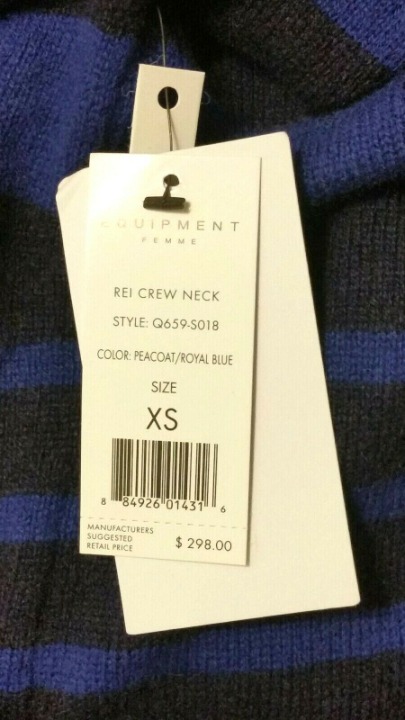 EQUIPMENT
FEMME
REI CREW NECK
STYLE: Q659-S018
COLOR: PEACOAT/ROYAL BLUE
SIZE
XS
8 84926 01431 6
MANUFACTURERS
SUGGESTED
RETAIL PRICE
$ 298.00